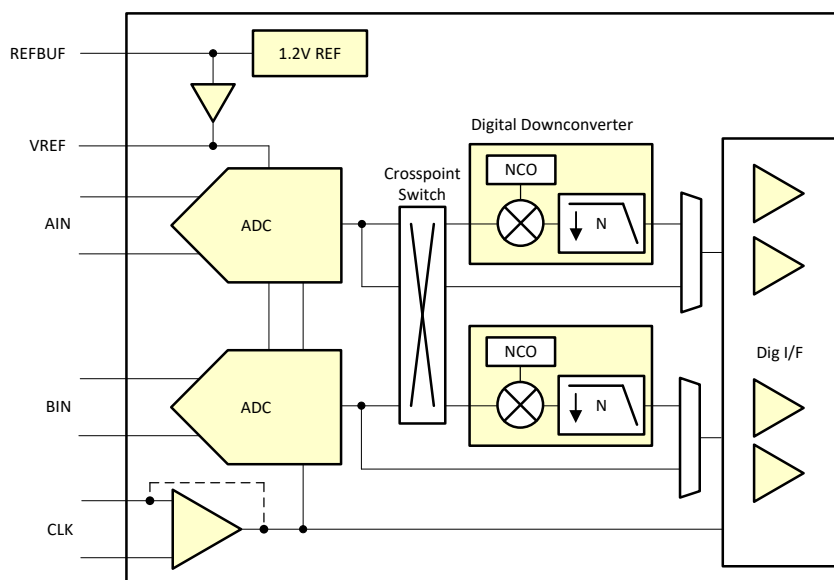 REFBUF
1.2V REF
VREF
Digital Downconverter
Crosspoint
Switch
NCO
AIN
ADC
N
NCO
Dig I/F
BIN
ADC
N
CLK